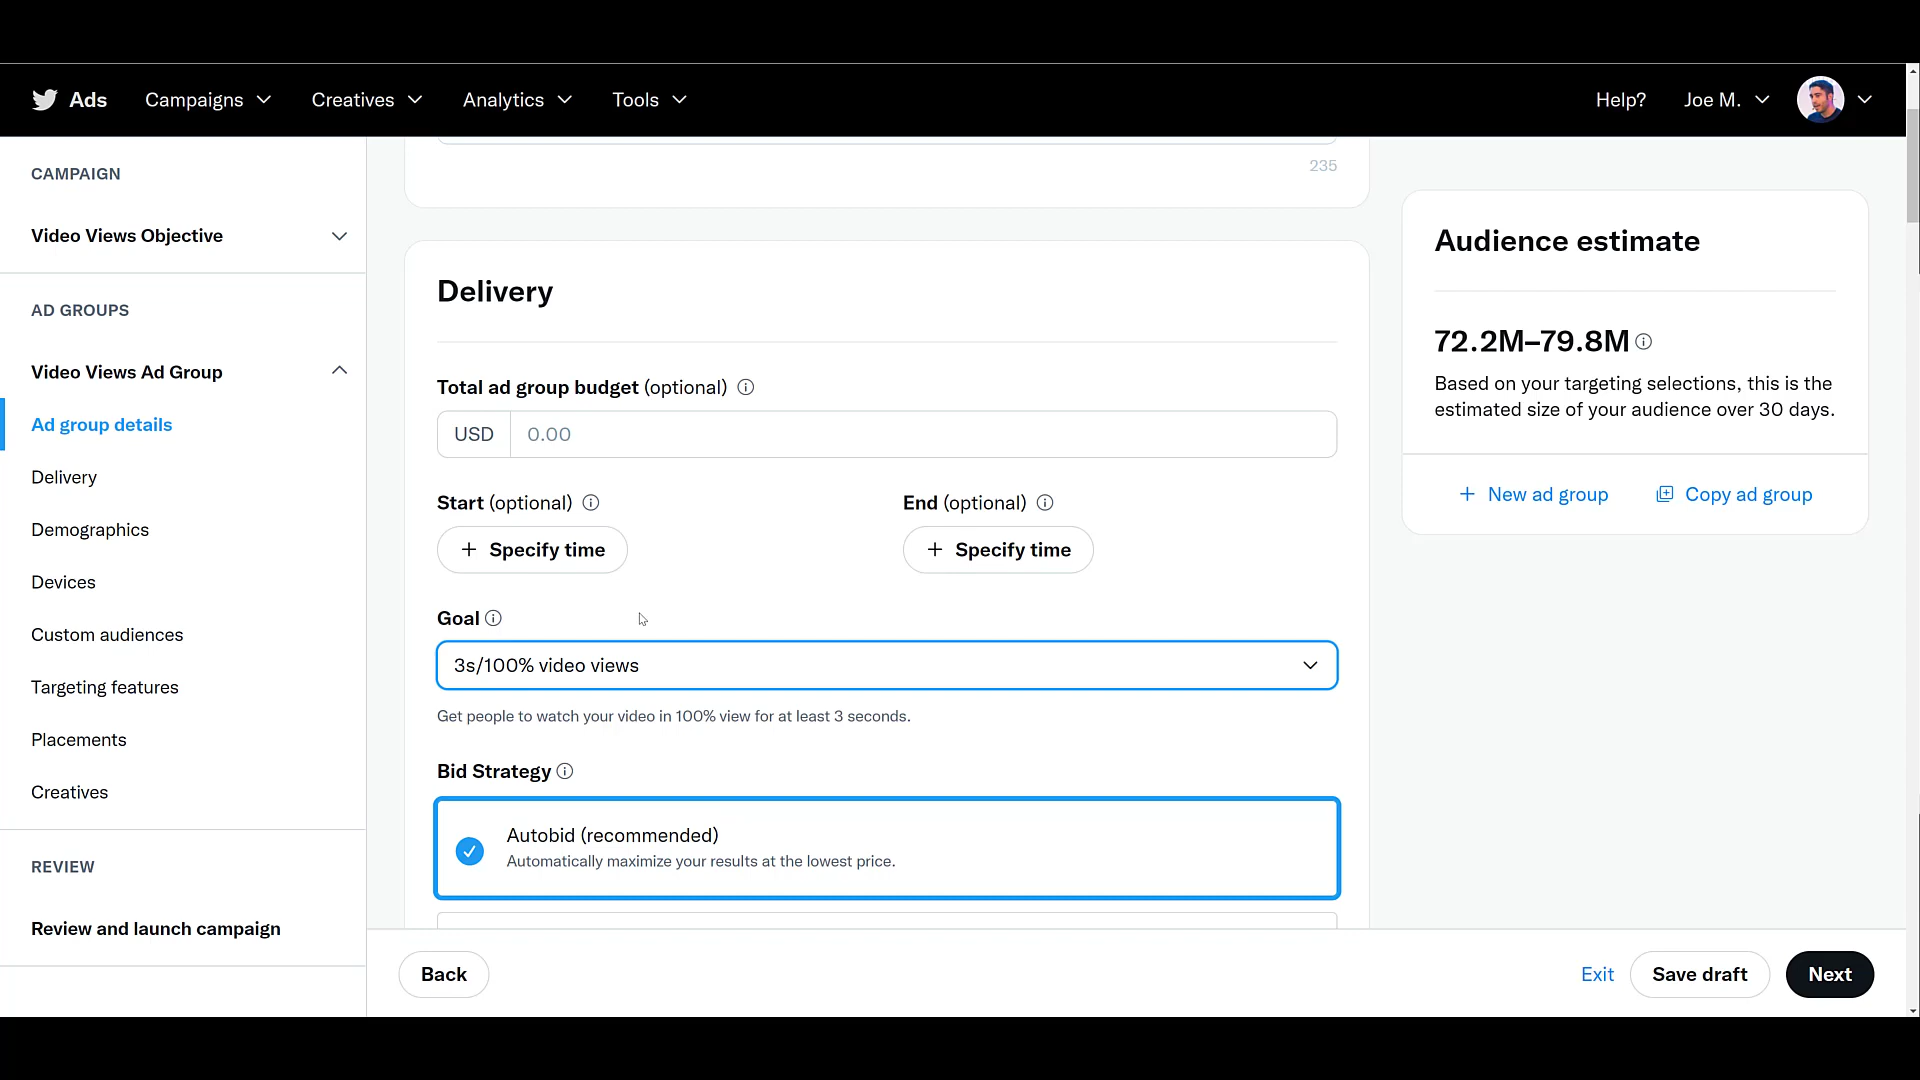 Ads
Campaigns
Creatives
Analytics
Tools
Help?
Joe M.
CAMPAIGN
Video Views Objective
AD GROUPS
Video Views Ad Group
Ad group details
Delivery
Demographics
Devices
Custom audiences
Targeting features
Placements
Creatives
REVIEW
Review and launch campaign
235
Delivery
Total ad group budget (optional)
USD 0.00
Start (optional)
+ Specify time
End (optional)
+ Specify time
Goal
3s/100% video views
Get people to watch your video in 100% view for at least 3 seconds.
Bid Strategy
Autobid (recommended)
Automatically maximize your results at the lowest price.
Audience estimate
72.2M–79.8M
Based on your targeting selections, this is the
estimated size of your audience over 30 days.
+ New ad group
Copy ad group
Back
Exit
Save draft
Next